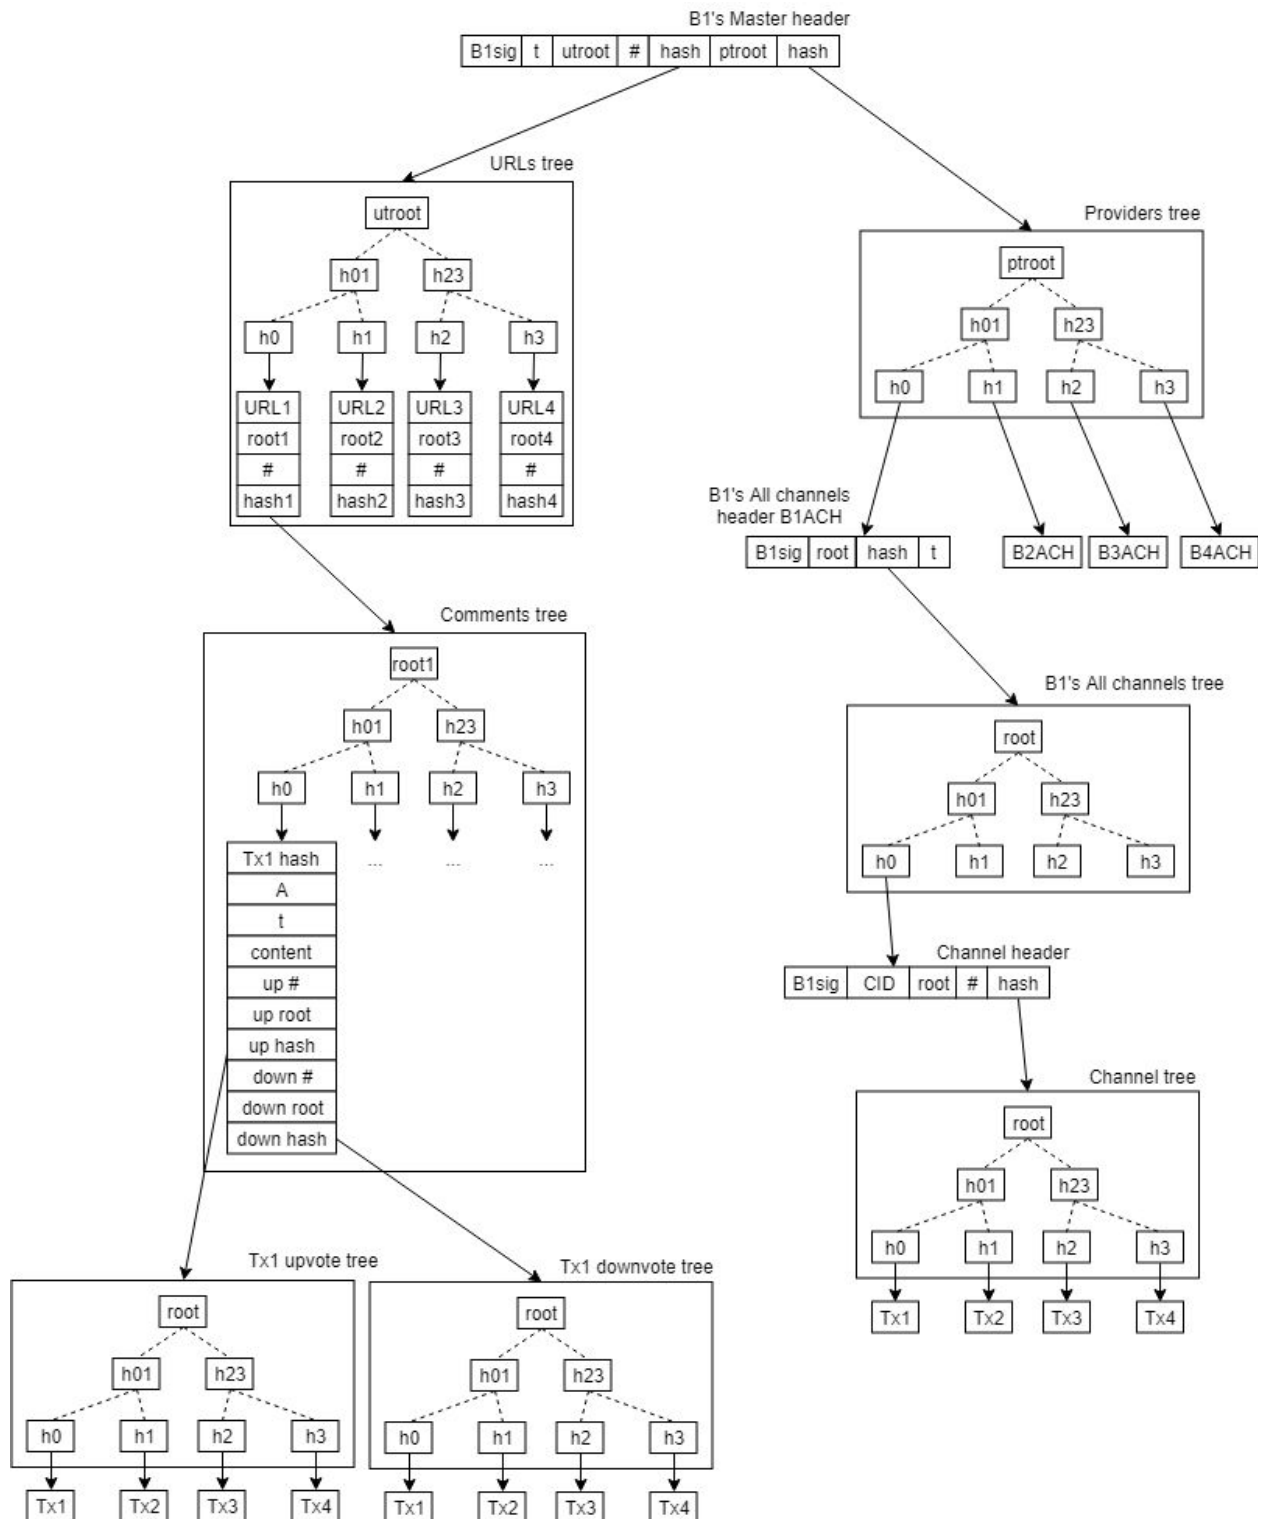 B1's Master header
B1sig t utroot # hash ptroot hash
URLs tree
utroot
h01 h23
h0 h1 h2 h3
URL1 URL2 URL3 URL4
root1 root2 root3 root4
# # # #
hash1 hash2 hash3 hash4
Providers tree
ptroot
h01 h23
h0 h1 h2 h3
B1's All channels
header B1ACH
B1sig root hash t
B2ACH B3ACH B4ACH
Comments tree
root1
h01 h23
h0 h1 h2 h3
Tx1 hash ... ... ...
A
t
content
up #
up root
up hash
down #
down root
down hash
B1's All channels tree
root
h01 h23
h0 h1 h2 h3
Channel header
B1sig CID root # hash
Channel tree
root
h01 h23
h0 h1 h2 h3
Tx1 Tx2 Tx3 Tx4
Tx1 upvote tree
root
h01 h23
h0 h1 h2 h3
Tx1 Tx2 Tx3 Tx4
Tx1 downvote tree
root
h01 h23
h0 h1 h2 h3
Tx1 Tx2 Tx3 Tx4